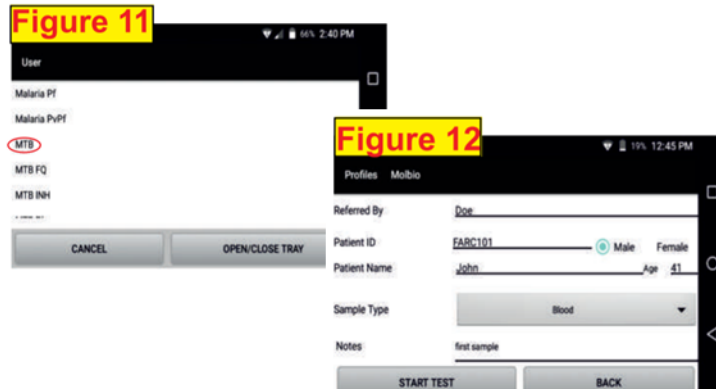 Figure 11
66% 2:40 PM
User
Malaria Pf
Malaria PvPf
MTB
MTB FQ
MTB INH
CANCEL OPEN/CLOSE TRAY
Figure 12
19% 12:45 PM
Profiles Molbio
Referred By Doe
Patient ID FARC101 Male Female
Patient Name John Age 41
Sample Type Blood
Notes first sample
START TEST BACK